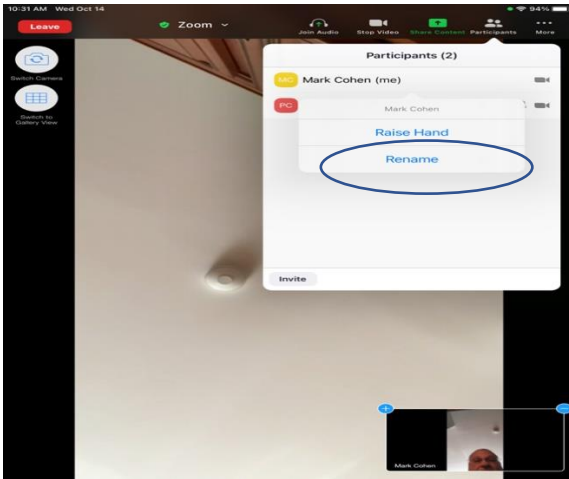 10:31 AM Wed Oct 14
94%
Leave
Zoom
Join Audio
Stop Video
Share Content
Participants
More
Switch Camera
Switch to
Gallery View
Participants (2)
MC
Mark Cohen (me)
PC
Mark Cohen
Raise Hand
Rename
Invite
Mark Cohen